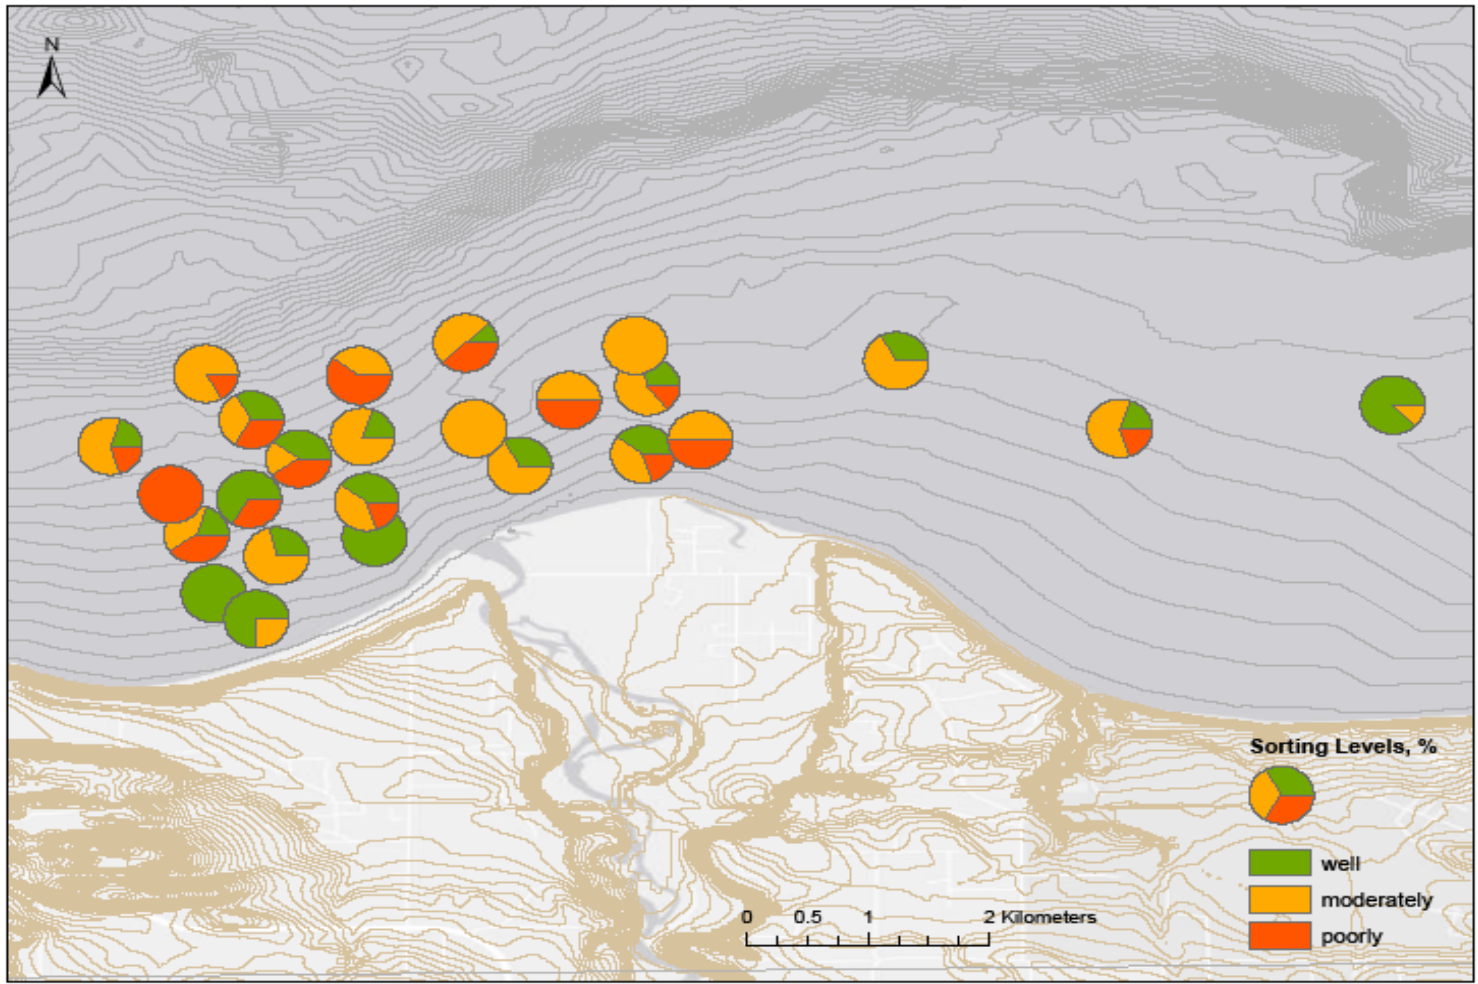 N
Sorting Levels, %
well
moderately
poorly
0 0.5 1 2 Kilometers